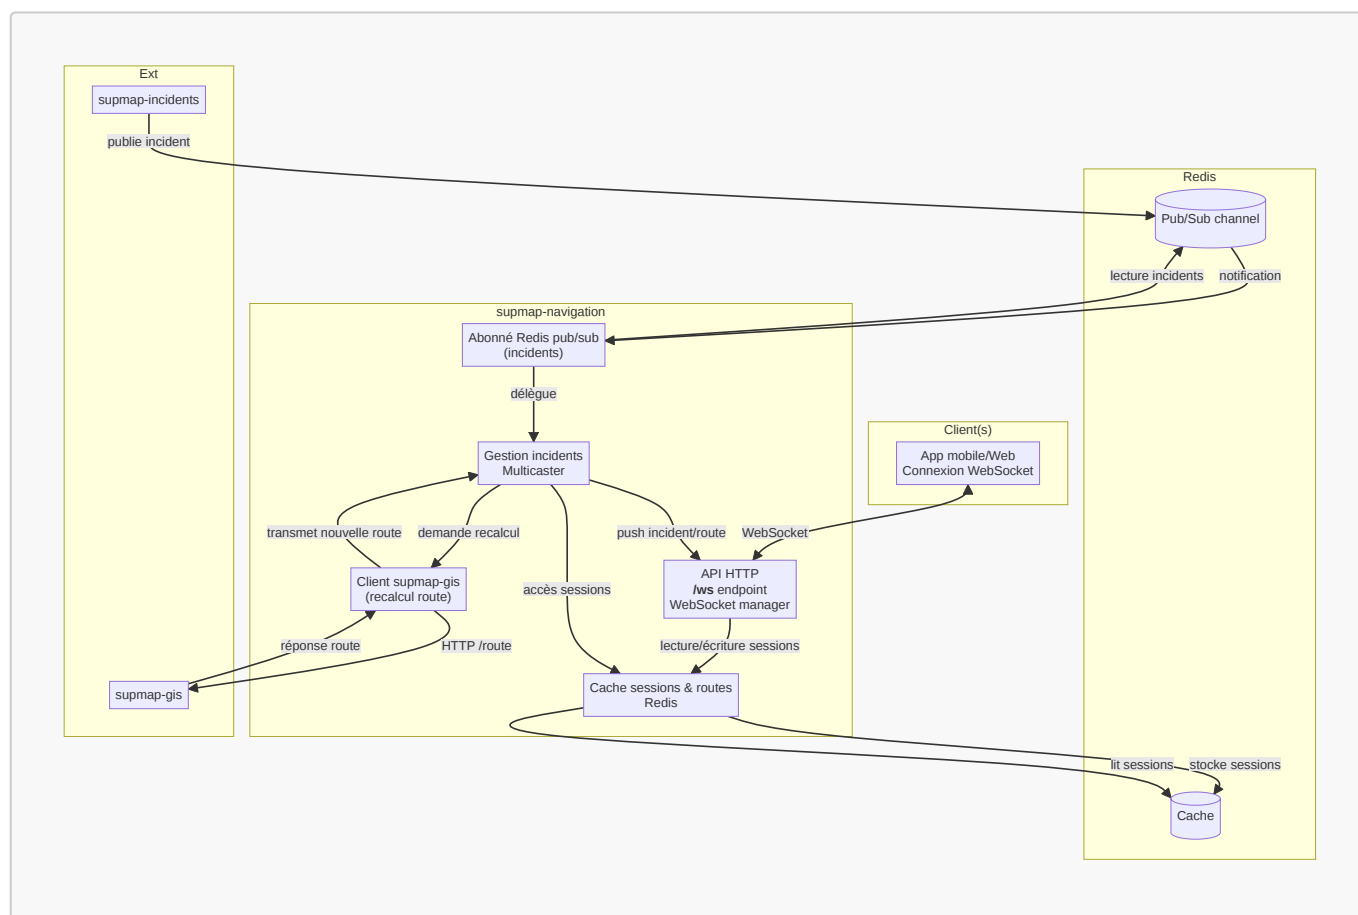 Ext
supmap-incidents
publie incident
Redis
Pub/Sub channel
lecture incidents
notification
supmap-navigation
Abonné Redis pub/sub
(incidents)
délègue
Client(s)
App mobile/Web
Connexion WebSocket
Gestion incidents
Multicaster
transmet nouvelle route
demande recalcul
push incident/route
WebSocket
Client supmap-gis
(recalcul route)
accès sessions
API HTTP
/ws endpoint
WebSocket manager
réponse route
HTTP /route
lecture/écriture sessions
supmap-gis
Cache sessions & routes
Redis
lit sessions
stocke sessions
Cache